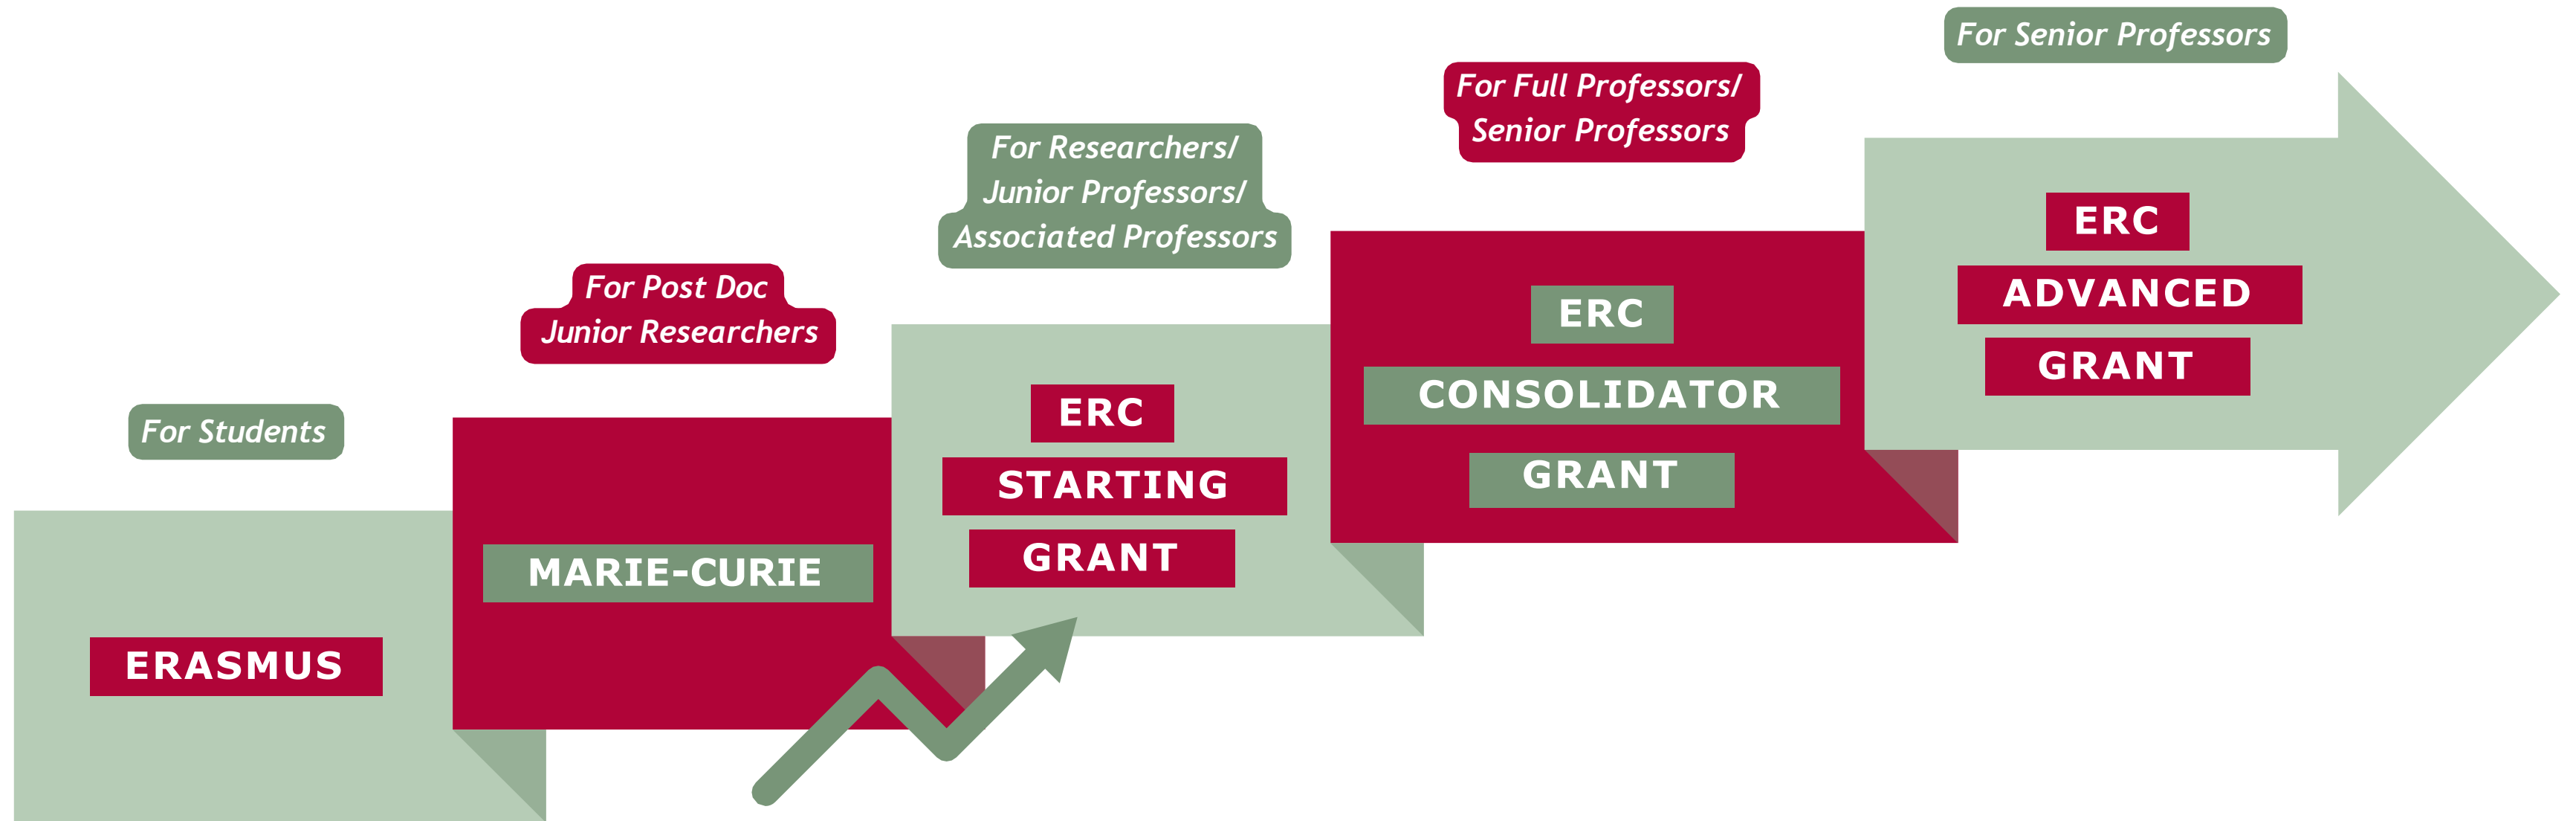 For Students
ERASMUS
For Post Doc
Junior Researchers
MARIE-CURIE
For Researchers/
Junior Professors/
Associated Professors
ERC
STARTING
GRANT
For Full Professors/
Senior Professors
ERC
CONSOLIDATOR
GRANT
For Senior Professors
ERC
ADVANCED
GRANT